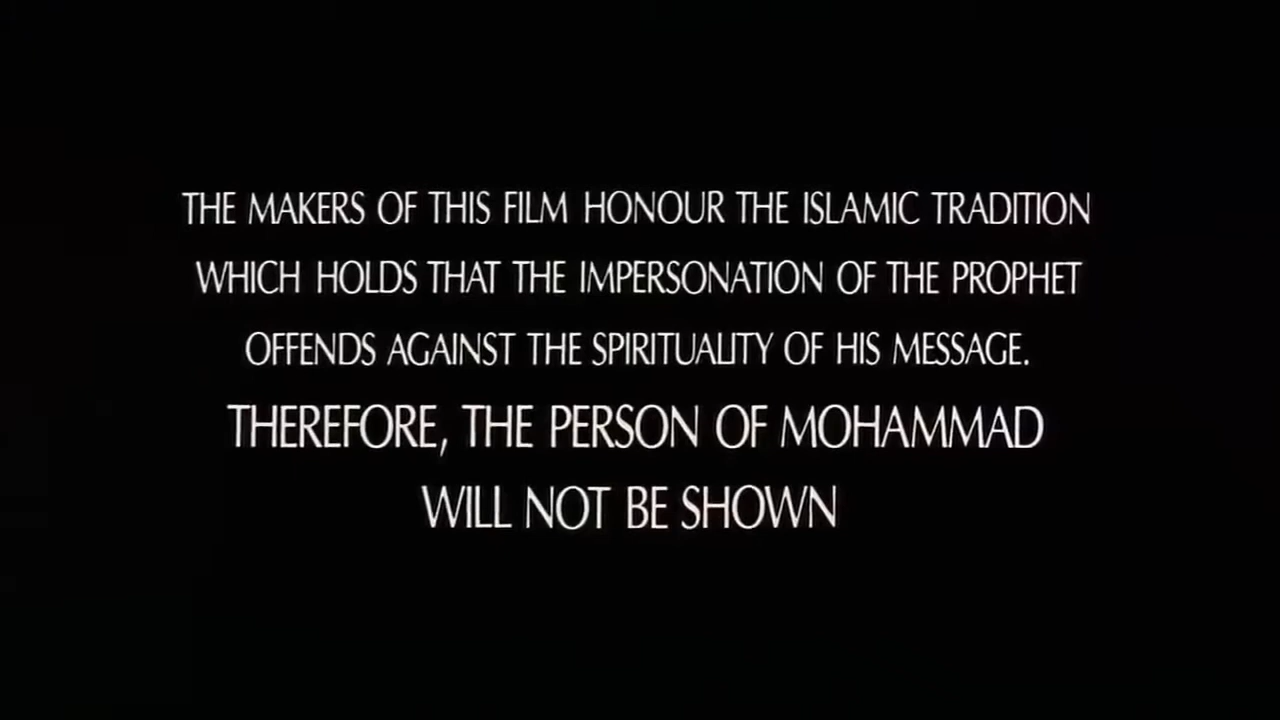 THE MAKERS OF THIS FILM HONOUR THE ISLAMIC TRADITION
WHICH HOLDS THAT THE IMPERSONATION OF THE PROPHET
OFFENDS AGAINST THE SPIRITUALITY OF HIS MESSAGE.
THEREFORE, THE PERSON OF MOHAMMAD
WILL NOT BE SHOWN